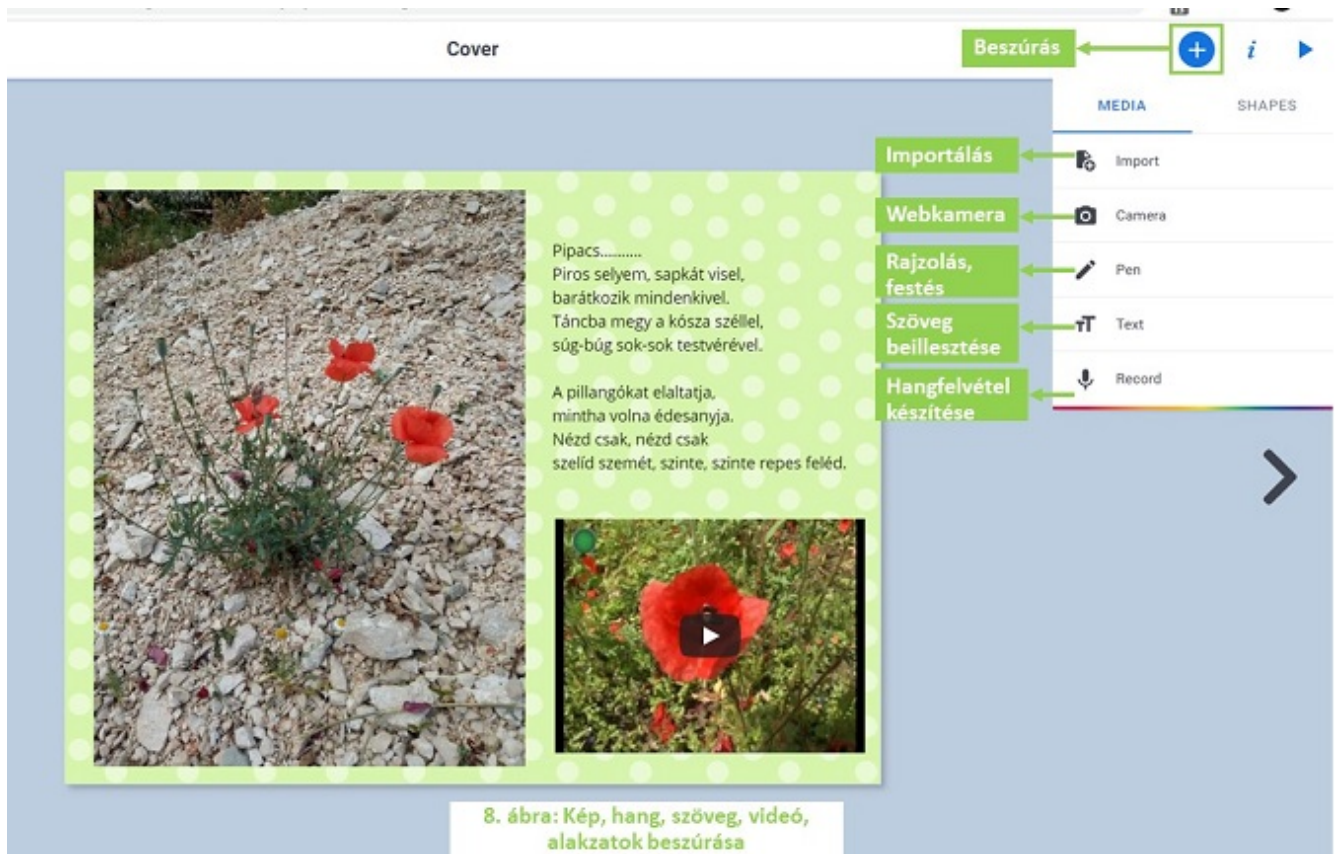 Cover
Beszúrás
i
MEDIA
SHAPES
Importálás
Import
Webkamera
Camera
Rajzolás,
festés
Pen
Szöveg
beillesztése
TT
Text
Hangfelvétel
készítése
Record
Pipacs..........
Piros selyem, sapkát visel,
barátkozik mindenkivel.
Táncba megy a kósza széllel,
súg-búg sok-sok testvérével.
A pillangókat elaltatja,
mintha volna édesanyja.
Nézd csak, nézd csak
szelíd szemét, szinte, szinte repes feléd.
8. ábra: Kép, hang, szöveg, videó,
alakzatok beszúrása